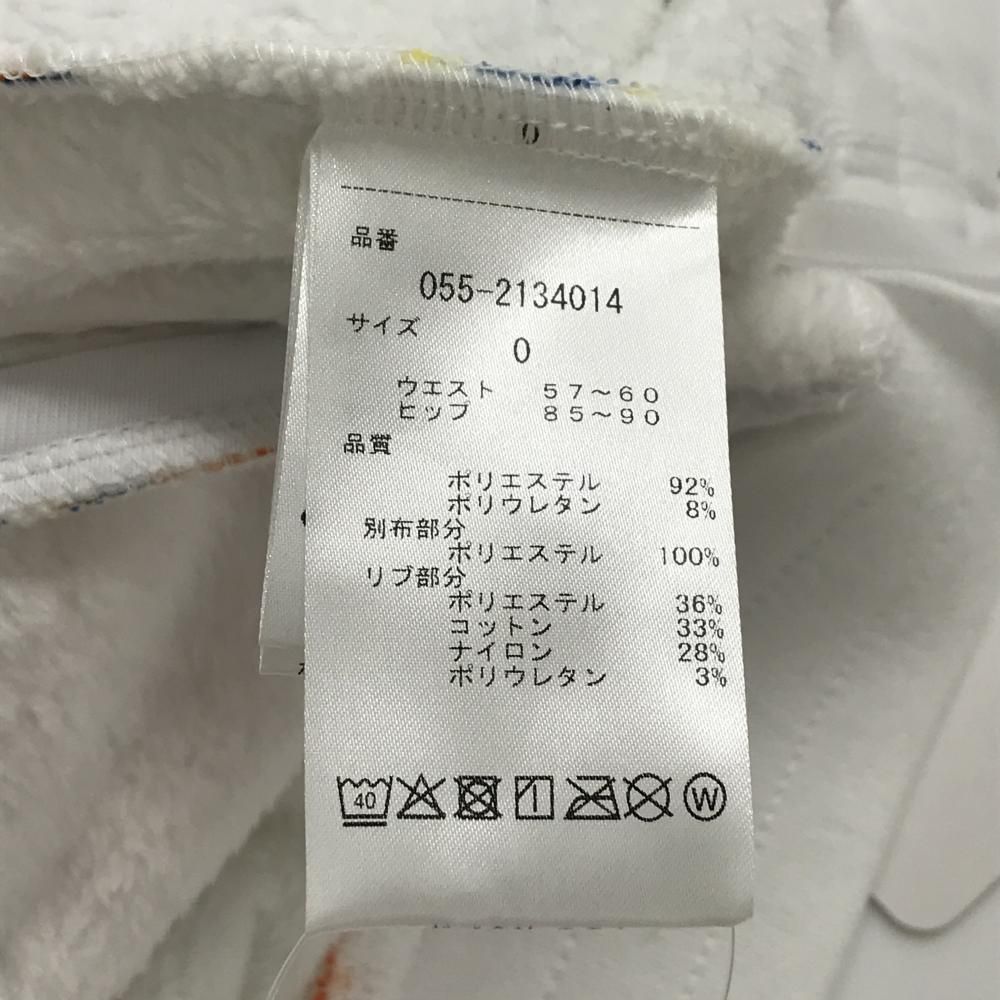 0
品番
055-2134014
サイズ
0
ウエスト 57～60
ヒップ 85～90
品質
ポリエステル 92%
ポリウレタン 8%
別布部分
ポリエステル 100%
リブ部分
ポリエステル 36%
コットン 33%
ナイロン 28%
ポリウレタン 3%
40 W